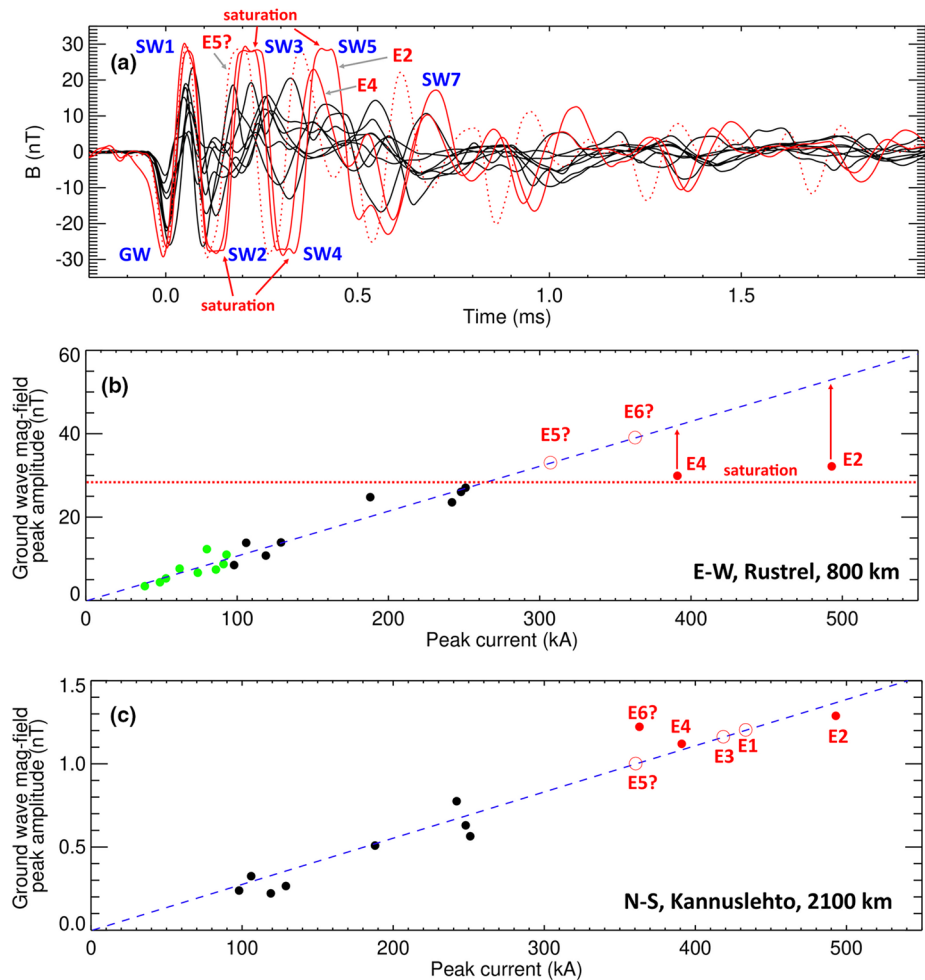 saturation
30
SW1
E5?
SW3
SW5
(a)
E2
20
E4
SW7
10
B (nT)
0
-10
-20
GW
SW2
SW4
-30
saturation
0.0
0.5
1.0
1.5
Time (ms)
60
(b)
Ground wave mag-field
peak amplitude (nT)
E6?
40
E5?
E4
E2
saturation
20
E-W, Rustrel, 800 km
0
0
100
200
300
400
500
Peak current (kA)
1.5
(c)
Ground wave mag-field
peak amplitude (nT)
E6?
E4
E1
E2
E3
1.0
E5?
0.5
N-S, Kannuslehto, 2100 km
0.0
0
100
200
300
400
500
Peak current (kA)